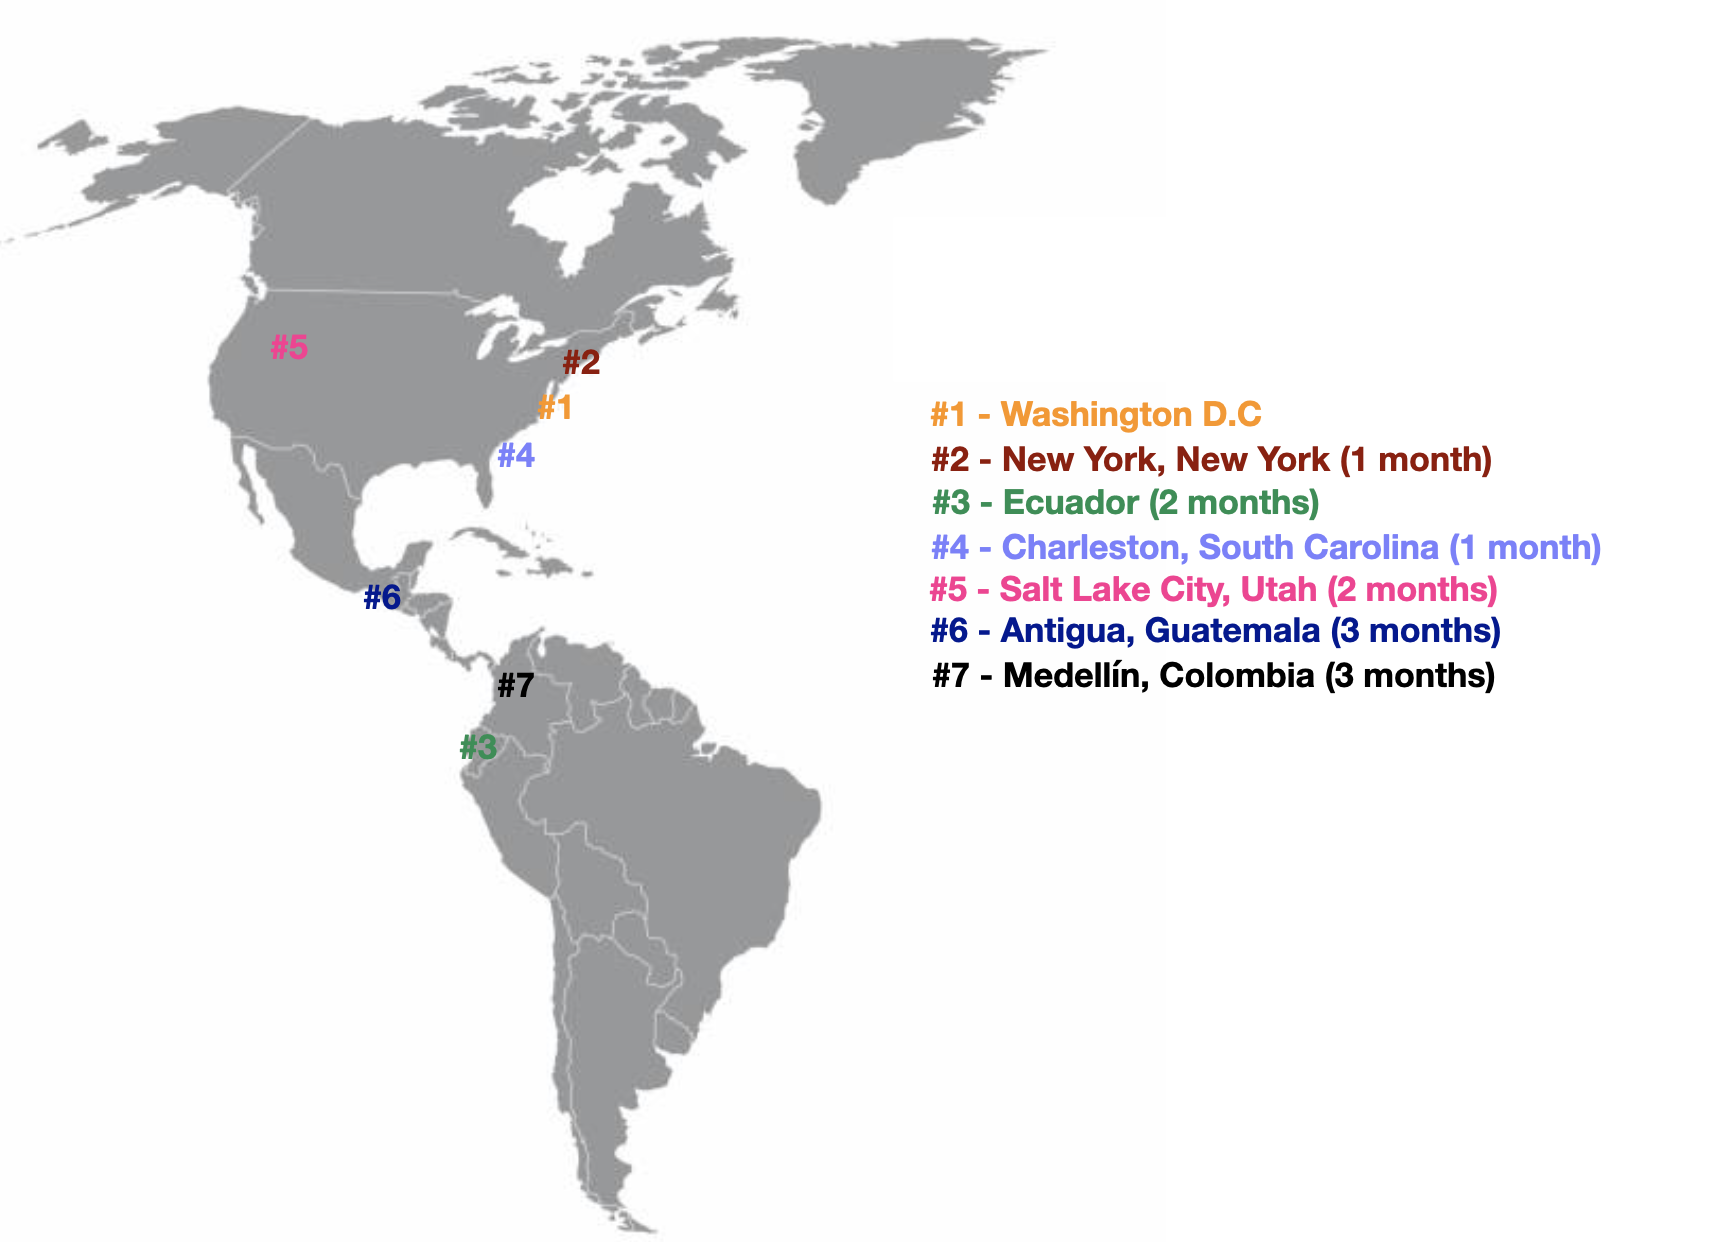 #5
#2
#1
#4
#6
#7
#3
#1 - Washington D.C
#2 - New York, New York (1 month)
#3 - Ecuador (2 months)
#4 - Charleston, South Carolina (1 month)
#5 - Salt Lake City, Utah (2 months)
#6 - Antigua, Guatemala (3 months)
#7 - Medellín, Colombia (3 months)